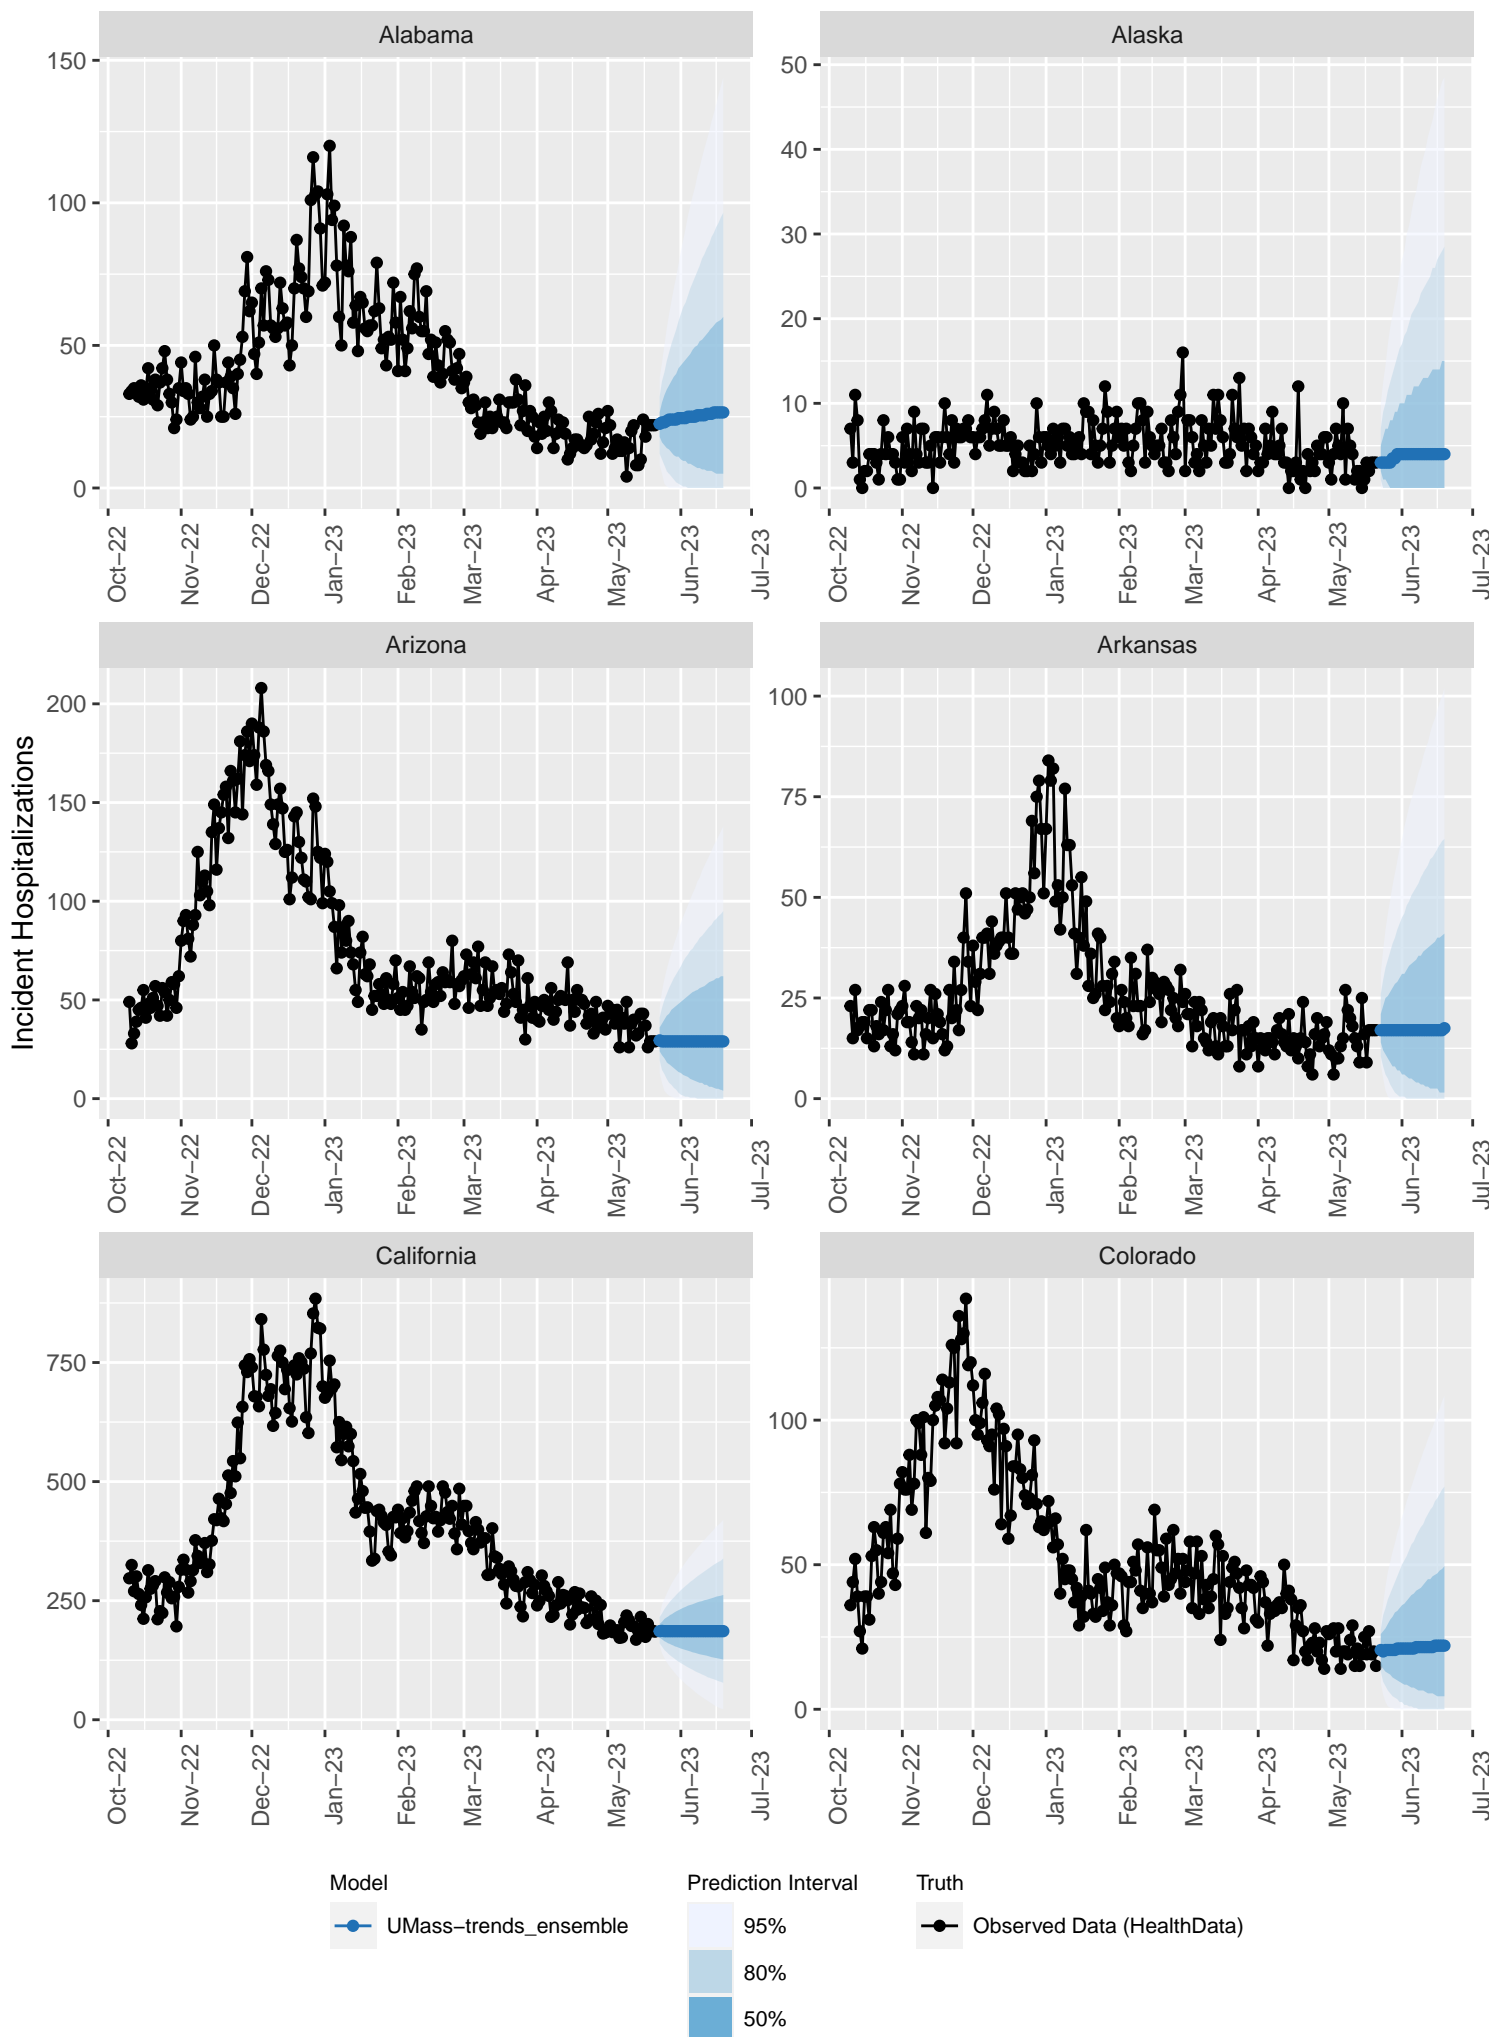 Alabama
Alaska
150
100
50
0
50
40
30
20
10
0
Oct−22
Nov−22
Dec−22
Jan−23
Feb−23
Mar−23
Apr−23
May−23
Jun−23
Jul−23
Oct−22
Nov−22
Dec−22
Jan−23
Feb−23
Mar−23
Apr−23
May−23
Jun−23
Jul−23
Incident Hospitalizations
Arizona
Arkansas
200
150
100
50
0
100
75
50
25
0
Oct−22
Nov−22
Dec−22
Jan−23
Feb−23
Mar−23
Apr−23
May−23
Jun−23
Jul−23
Oct−22
Nov−22
Dec−22
Jan−23
Feb−23
Mar−23
Apr−23
May−23
Jun−23
Jul−23
California
Colorado
750
500
250
0
100
50
0
Oct−22
Nov−22
Dec−22
Jan−23
Feb−23
Mar−23
Apr−23
May−23
Jun−23
Jul−23
Oct−22
Nov−22
Dec−22
Jan−23
Feb−23
Mar−23
Apr−23
May−23
Jun−23
Jul−23
Model
UMass−trends_ensemble
Prediction Interval
95%
80%
50%
Truth
Observed Data (HealthData)